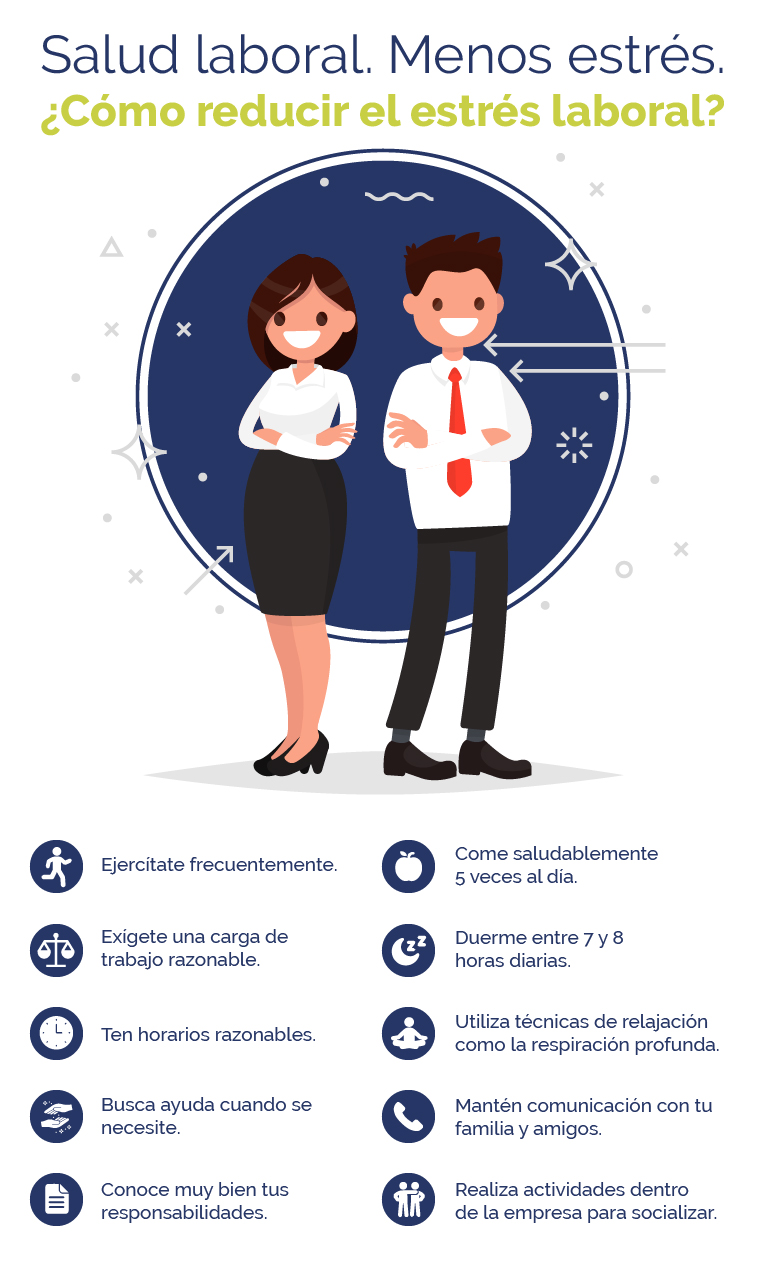 Salud laboral. Menos estrés.
¿Cómo reducir el estrés laboral?
Ejercítate frecuentemente.
Exígete una carga de
trabajo razonable.
Ten horarios razonables.
Busca ayuda cuando se
necesite.
Conoce muy bien tus
responsabilidades.
Come saludablemente
5 veces al día.
Duerme entre 7 y 8
horas diarias.
Utiliza técnicas de relajación
como la respiración profunda.
Mantén comunicación con tu
familia y amigos.
Realiza actividades dentro
de la empresa para socializar.